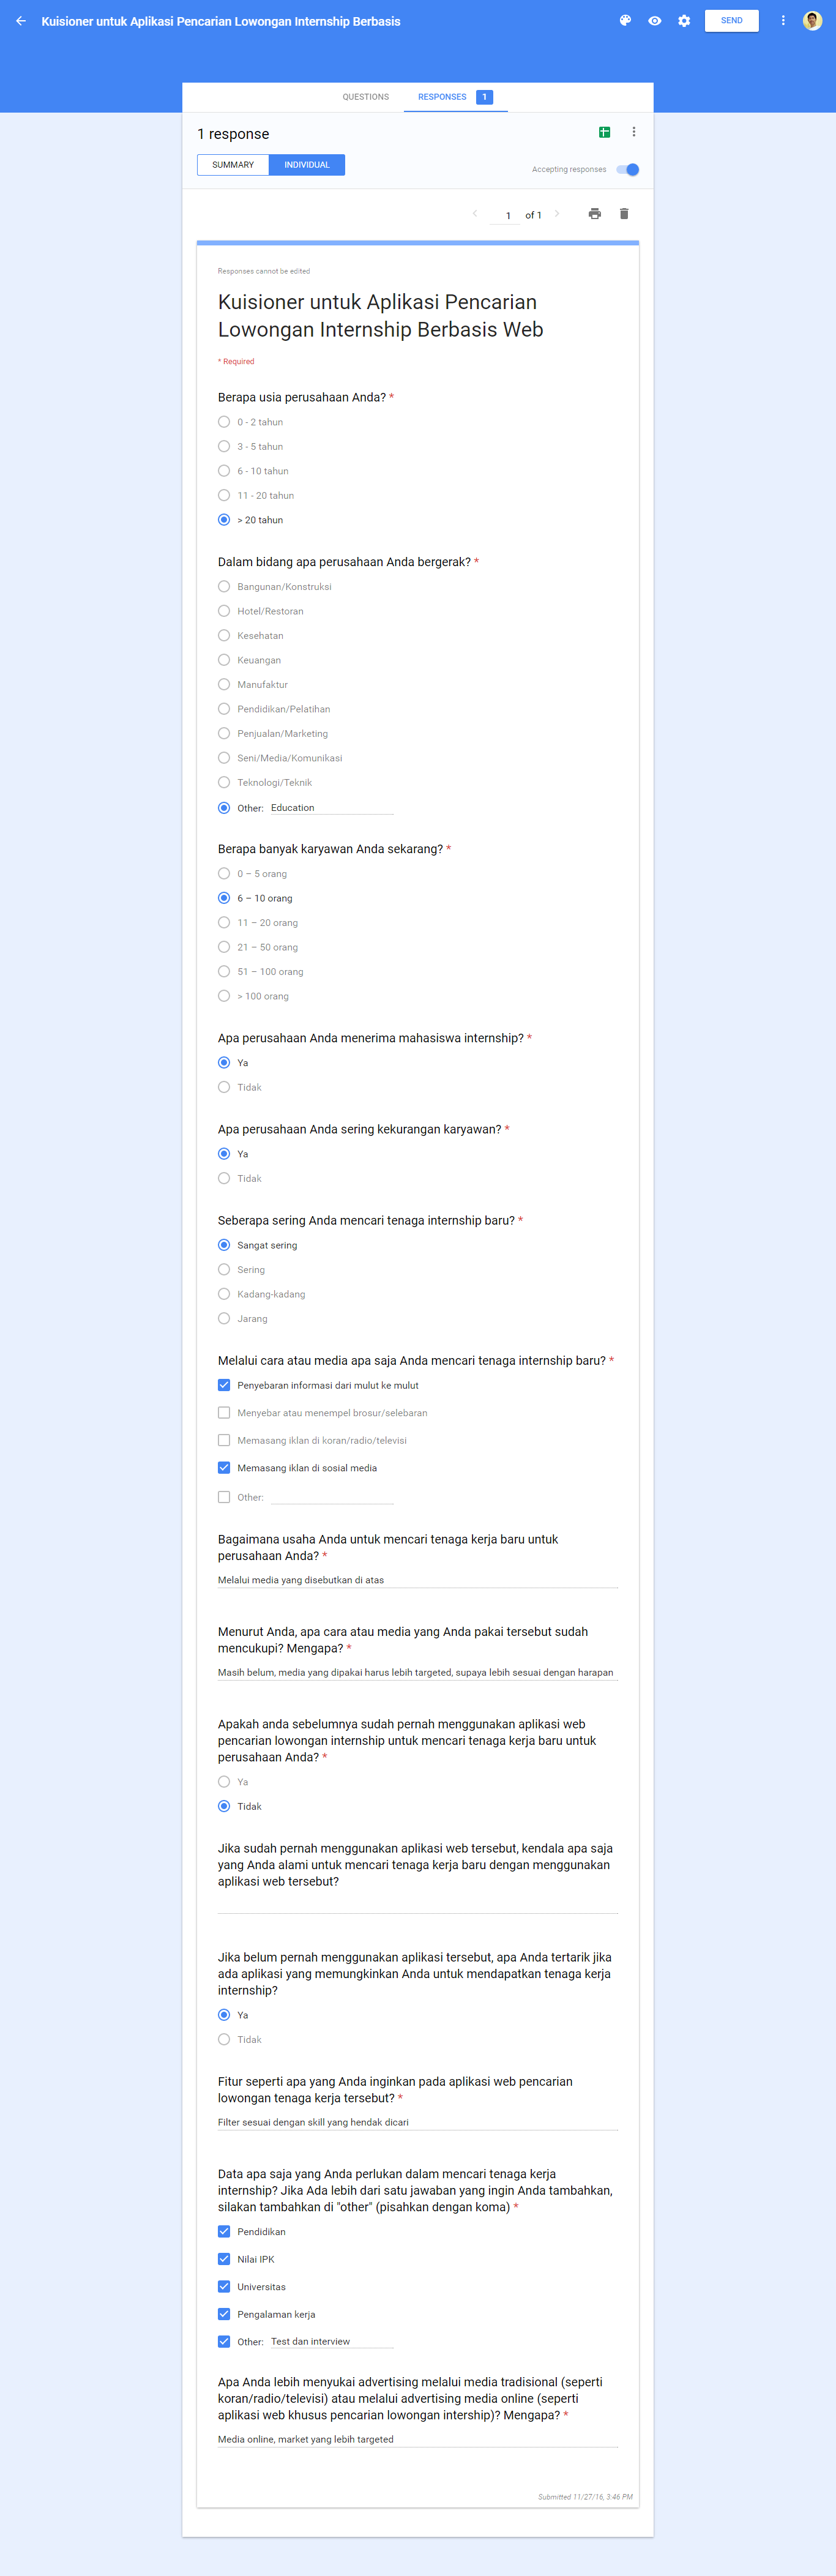 Kuisioner untuk Aplikasi Pencarian Lowongan Internship Berbasis
SEND
QUESTIONS
RESPONSES 1
1 response
SUMMARY
INDIVIDUAL
Accepting responses
1 of 1
Responses cannot be edited
Kuisioner untuk Aplikasi Pencarian
Lowongan Internship Berbasis Web
* Required
Berapa usia perusahaan Anda? *
0 - 2 tahun
3 - 5 tahun
6 - 10 tahun
11 - 20 tahun
> 20 tahun
Dalam bidang apa perusahaan Anda bergerak? *
Bangunan/Konstruksi
Hotel/Restoran
Kesehatan
Keuangan
Manufaktur
Pendidikan/Pelatihan
Penjualan/Marketing
Seni/Media/Komunikasi
Teknologi/Teknik
Other: Education
Berapa banyak karyawan Anda sekarang? *
0 – 5 orang
6 – 10 orang
11 – 20 orang
21 – 50 orang
51 – 100 orang
> 100 orang
Apa perusahaan Anda menerima mahasiswa internship? *
Ya
Tidak
Apa perusahaan Anda sering kekurangan karyawan? *
Ya
Tidak
Seberapa sering Anda mencari tenaga internship baru? *
Sangat sering
Sering
Kadang-kadang
Jarang
Melalui cara atau media apa saja Anda mencari tenaga internship baru? *
Penyebaran informasi dari mulut ke mulut
Menyebar atau menempel brosur/selebaran
Memasang iklan di koran/radio/televisi
Memasang iklan di sosial media
Other:
Bagaimana usaha Anda untuk mencari tenaga kerja baru untuk
perusahaan Anda? *
Melalui media yang disebutkan di atas
Menurut Anda, apa cara atau media yang Anda pakai tersebut sudah
mencukupi? Mengapa? *
Masih belum, media yang dipakai harus lebih targeted, supaya lebih sesuai dengan harapan
Apakah anda sebelumnya sudah pernah menggunakan aplikasi web
pencarian lowongan internship untuk mencari tenaga kerja baru untuk
perusahaan Anda? *
Ya
Tidak
Jika sudah pernah menggunakan aplikasi web tersebut, kendala apa saja
yang Anda alami untuk mencari tenaga kerja baru dengan menggunakan
aplikasi web tersebut?
Jika belum pernah menggunakan aplikasi tersebut, apa Anda tertarik jika
ada aplikasi yang memungkinkan Anda untuk mendapatkan tenaga kerja
internship?
Ya
Tidak
Fitur seperti apa yang Anda inginkan pada aplikasi web pencarian
lowongan tenaga kerja tersebut? *
Filter sesuai dengan skill yang hendak dicari
Data apa saja yang Anda perlukan dalam mencari tenaga kerja
internship? Jika Ada lebih dari satu jawaban yang ingin Anda tambahkan,
silakan tambahkan di "other" (pisahkan dengan koma) *
Pendidikan
Nilai IPK
Universitas
Pengalaman kerja
Other: Test dan interview
Apa Anda lebih menyukai advertising melalui media tradisional (seperti
koran/radio/televisi) atau melalui advertising media online (seperti
aplikasi web khusus pencarian lowongan intership)? Mengapa? *
Media online, market yang lebih targeted
Submitted 11/27/16, 3:46 PM